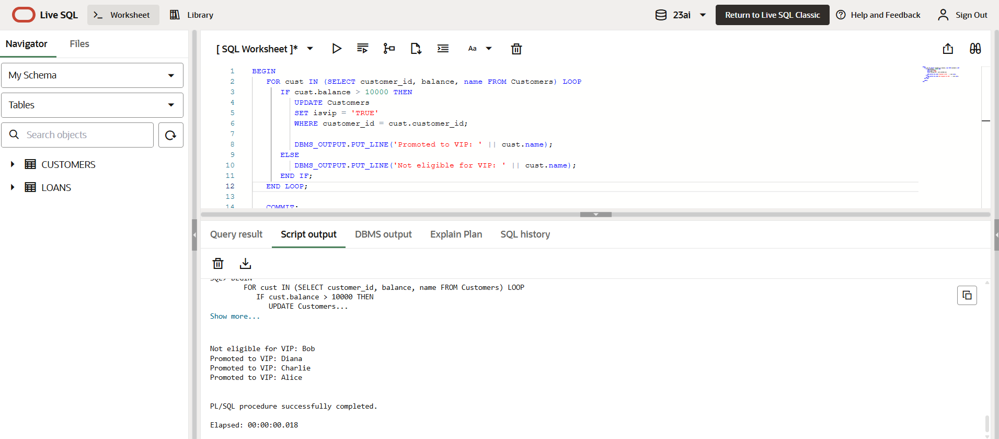 Live SQL
Worksheet
Library
23ai
Return to Live SQL Classic
Help and Feedback
Sign Out
Navigator
Files
My Schema
Tables
Search objects
CUSTOMERS
LOANS
[ SQL Worksheet ]*
Aa
1 BEGIN
2 FOR cust IN (SELECT customer_id, balance, name FROM Customers) LOOP
3 IF cust.balance > 10000 THEN
4 UPDATE Customers
5 SET isvip = 'TRUE'
6 WHERE customer_id = cust.customer_id;
7
8 DBMS_OUTPUT.PUT_LINE('Promoted to VIP: ' || cust.name);
9 ELSE
10 DBMS_OUTPUT.PUT_LINE('Not eligible for VIP: ' || cust.name);
11 END IF;
12 END LOOP;
13
14 COMMIT;
Query result
Script output
DBMS output
Explain Plan
SQL history
SQL> BEGIN
FOR cust IN (SELECT customer_id, balance, name FROM Customers) LOOP
IF cust.balance > 10000 THEN
UPDATE Customers...
Show more...
Not eligible for VIP: Bob
Promoted to VIP: Diana
Promoted to VIP: Charlie
Promoted to VIP: Alice
PL/SQL procedure successfully completed.
Elapsed: 00:00:00.018